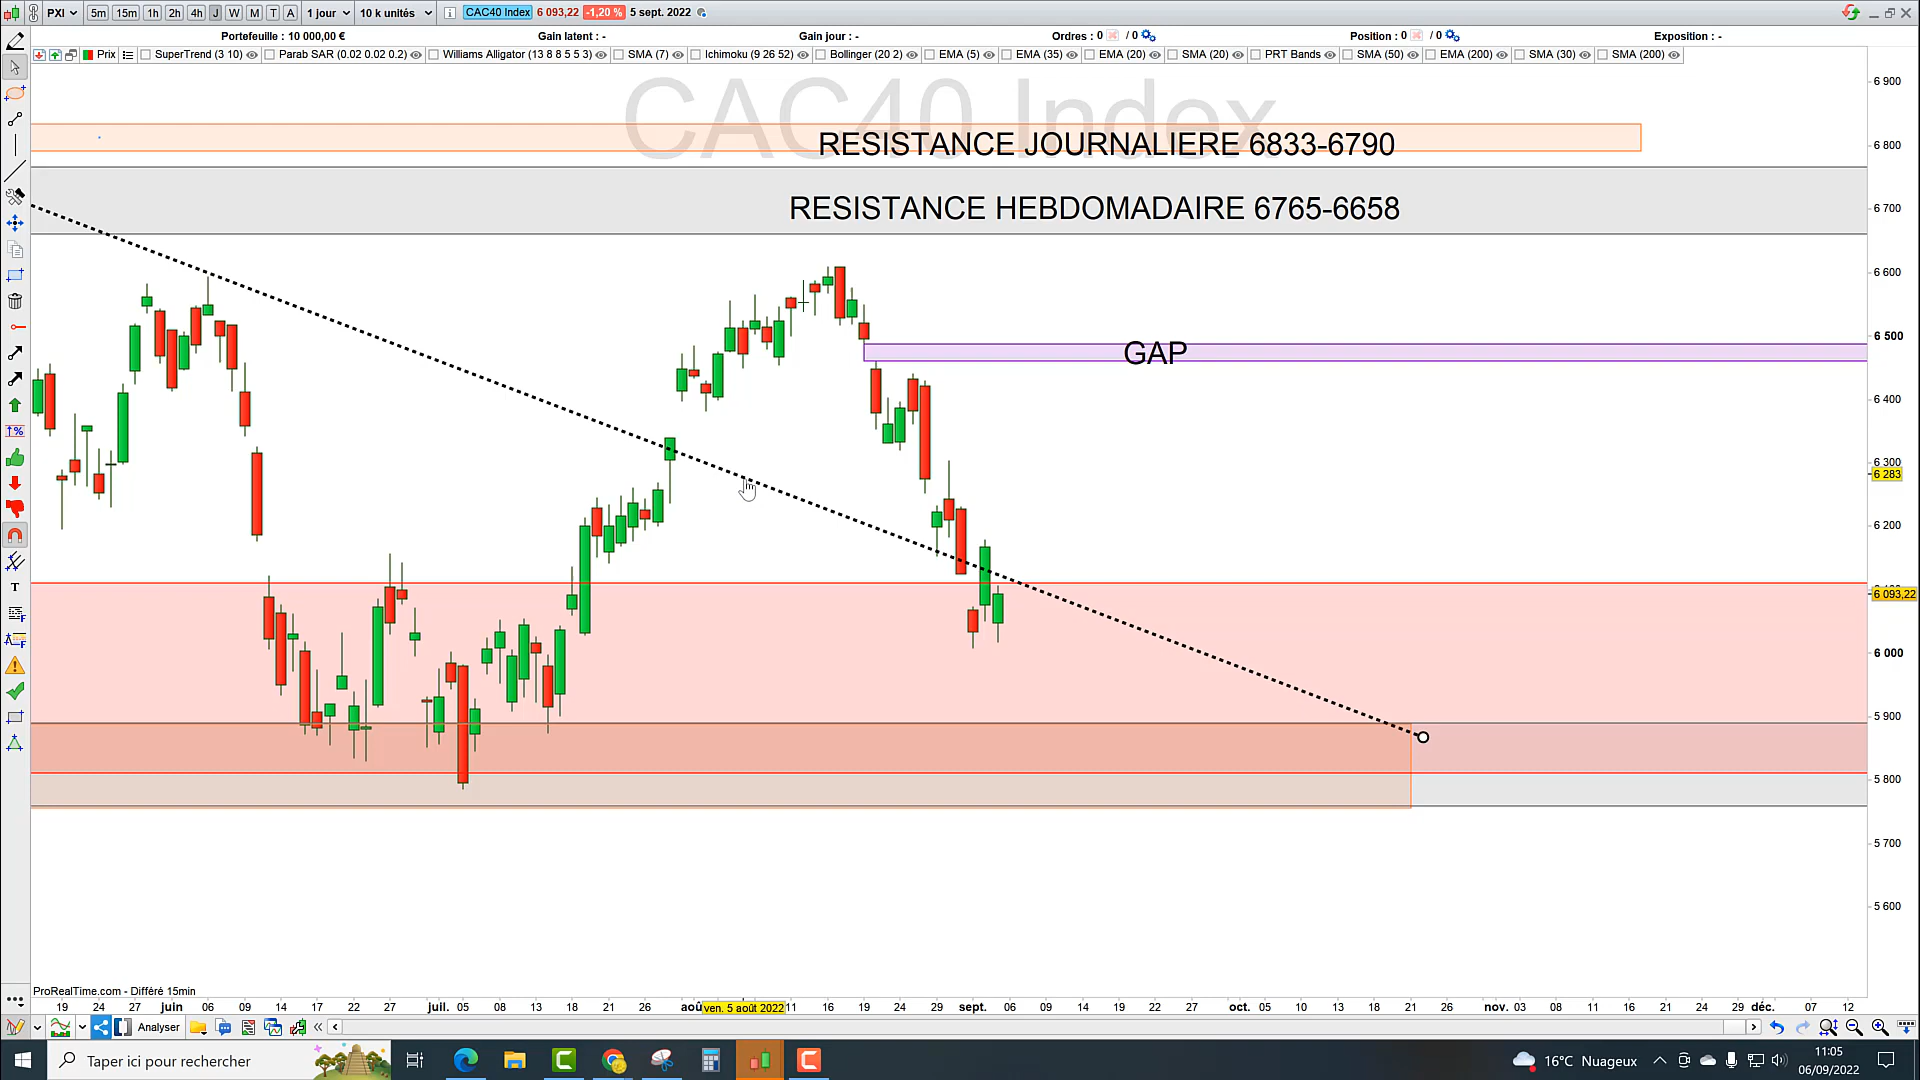 PXI 5m 15m 1h 2h 4h J W M T A 1 jour 10 k unités CAC40 Index 6 093,22 -1,20 % 5 sept. 2022
Portefeuille : 10 000,00 € Gain latent : - Gain jour : - Ordres : 0 / 0 Position : 0 / 0 Exposition : -
Prix SuperTrend (3 10) Parab SAR (0.02 0.02 0.2) Williams Alligator (13 8 8 5 5 3) SMA (7) Ichimoku (9 26 52) Bollinger (20 2) EMA (5) EMA (35) EMA (20) SMA (20) PRT Bands SMA (50) EMA (200) SMA (30) SMA (200)
CAC40 Index
6 900
RESISTANCE JOURNALIERE 6833-6790
6 800
RESISTANCE HEBDOMADAIRE 6765-6658
6 700
6 600
6 500
GAP
6 400
6 300
6 283
6 200
6 093,22
6 000
5 900
5 800
5 700
5 600
ProRealTime.com - Différé 15min
19 24 27 juin 06 09 14 17 22 27 juil. 05 08 13 18 21 26 aoû ven. 5 août 2022 11 16 19 24 29 sept. 06 09 14 19 22 27 oct. 05 10 13 18 21 26 nov. 03 08 11 16 21 24 29 déc. 07 12
Analyser
Taper ici pour rechercher
16°C Nuageux
11:05
06/09/2022